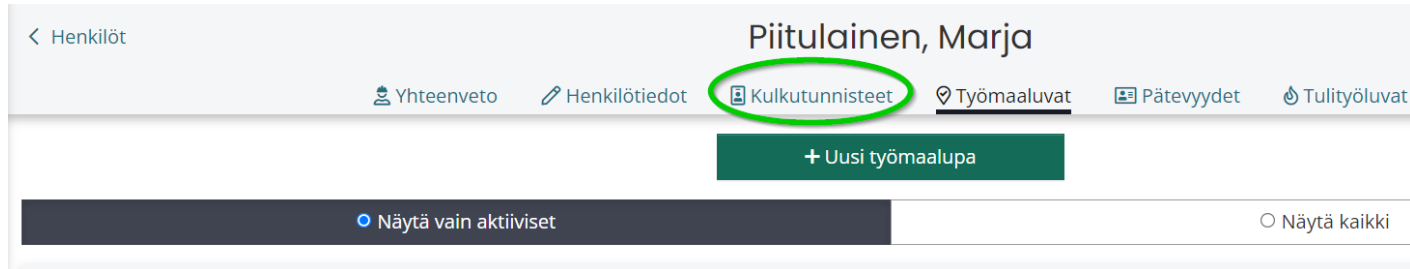 Henkilöt
Piitulainen, Marja
Yhteenveto Henkilötiedot Kulkutunnisteet Työmaaluvat Pätevyydet Tulityöluvat
+ Uusi työmaalupa
Näytä vain aktiiviset Näytä kaikki